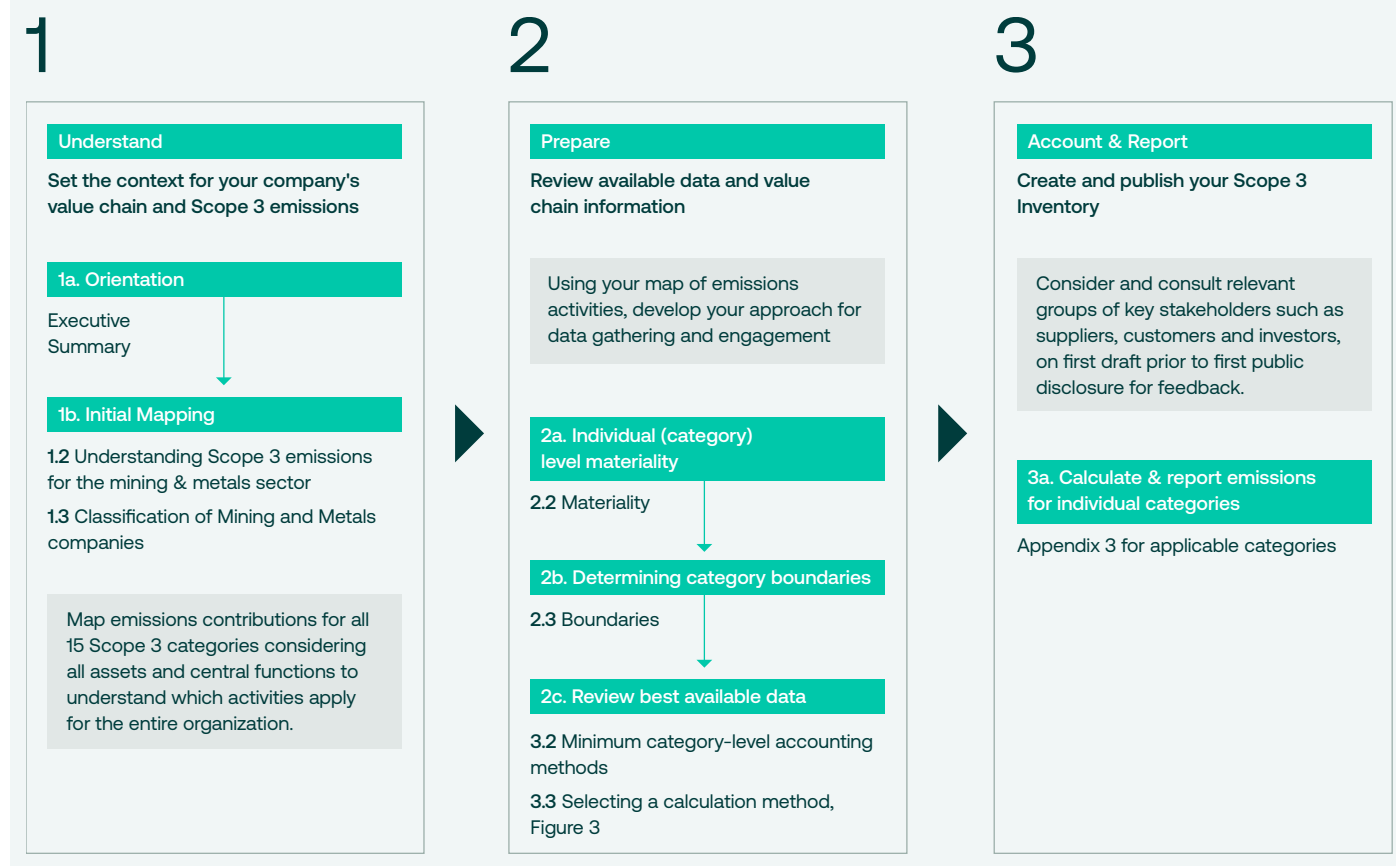 1
Understand
Set the context for your company's
value chain and Scope 3 emissions
1a. Orientation
Executive
Summary
1b. Initial Mapping
1.2 Understanding Scope 3 emissions
for the mining & metals sector
1.3 Classification of Mining and Metals
companies
Map emissions contributions for all
15 Scope 3 categories considering
all assets and central functions to
understand which activities apply
for the entire organization.
2
Prepare
Review available data and value
chain information
Using your map of emissions
activities, develop your approach for
data gathering and engagement
2a. Individual (category)
level materiality
2.2 Materiality
2b. Determining category boundaries
2.3 Boundaries
2c. Review best available data
3.2 Minimum category-level accounting
methods
3.3 Selecting a calculation method,
Figure 3
3
Account & Report
Create and publish your Scope 3
Inventory
Consider and consult relevant
groups of key stakeholders such as
suppliers, customers and investors,
on first draft prior to first public
disclosure for feedback.
3a. Calculate & report emissions
for individual categories
Appendix 3 for applicable categories